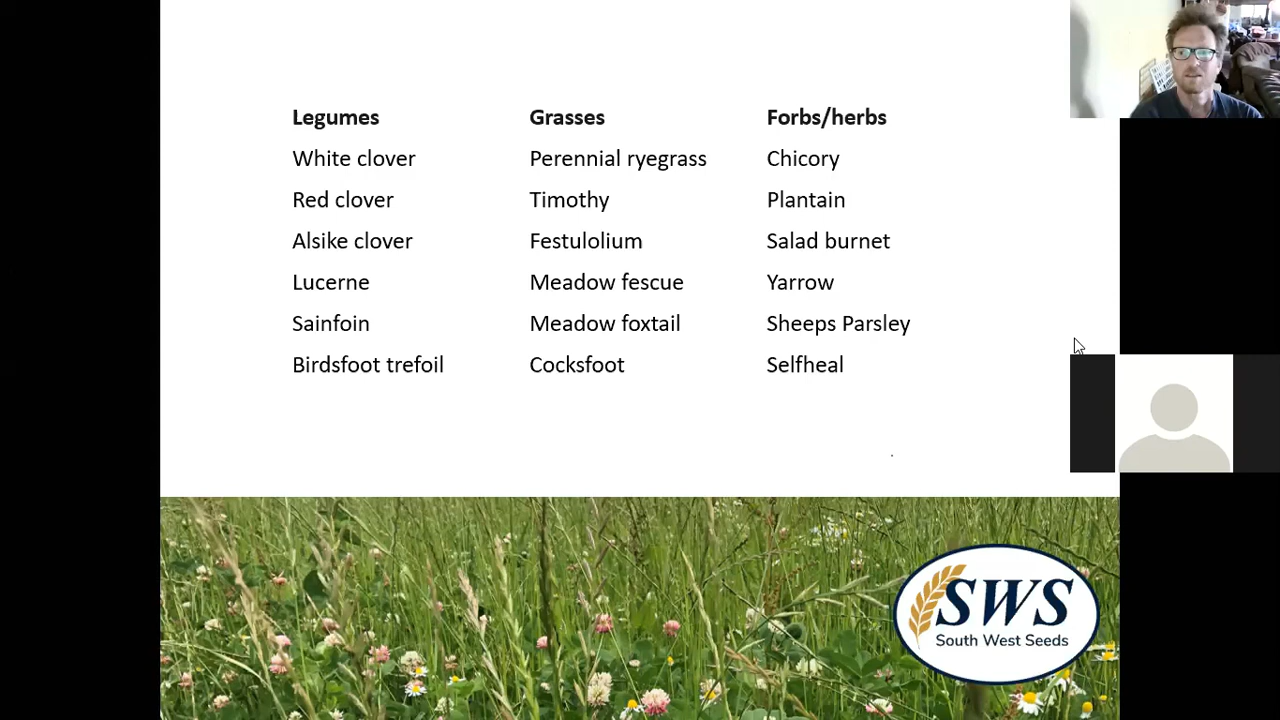 Legumes Grasses Forbs/herbs
White clover Perennial ryegrass Chicory
Red clover Timothy Plantain
Alsike clover Festulolium Salad burnet
Lucerne Meadow fescue Yarrow
Sainfoin Meadow foxtail Sheeps Parsley
Birdsfoot trefoil Cocksfoot Selfheal
SWS
South West Seeds